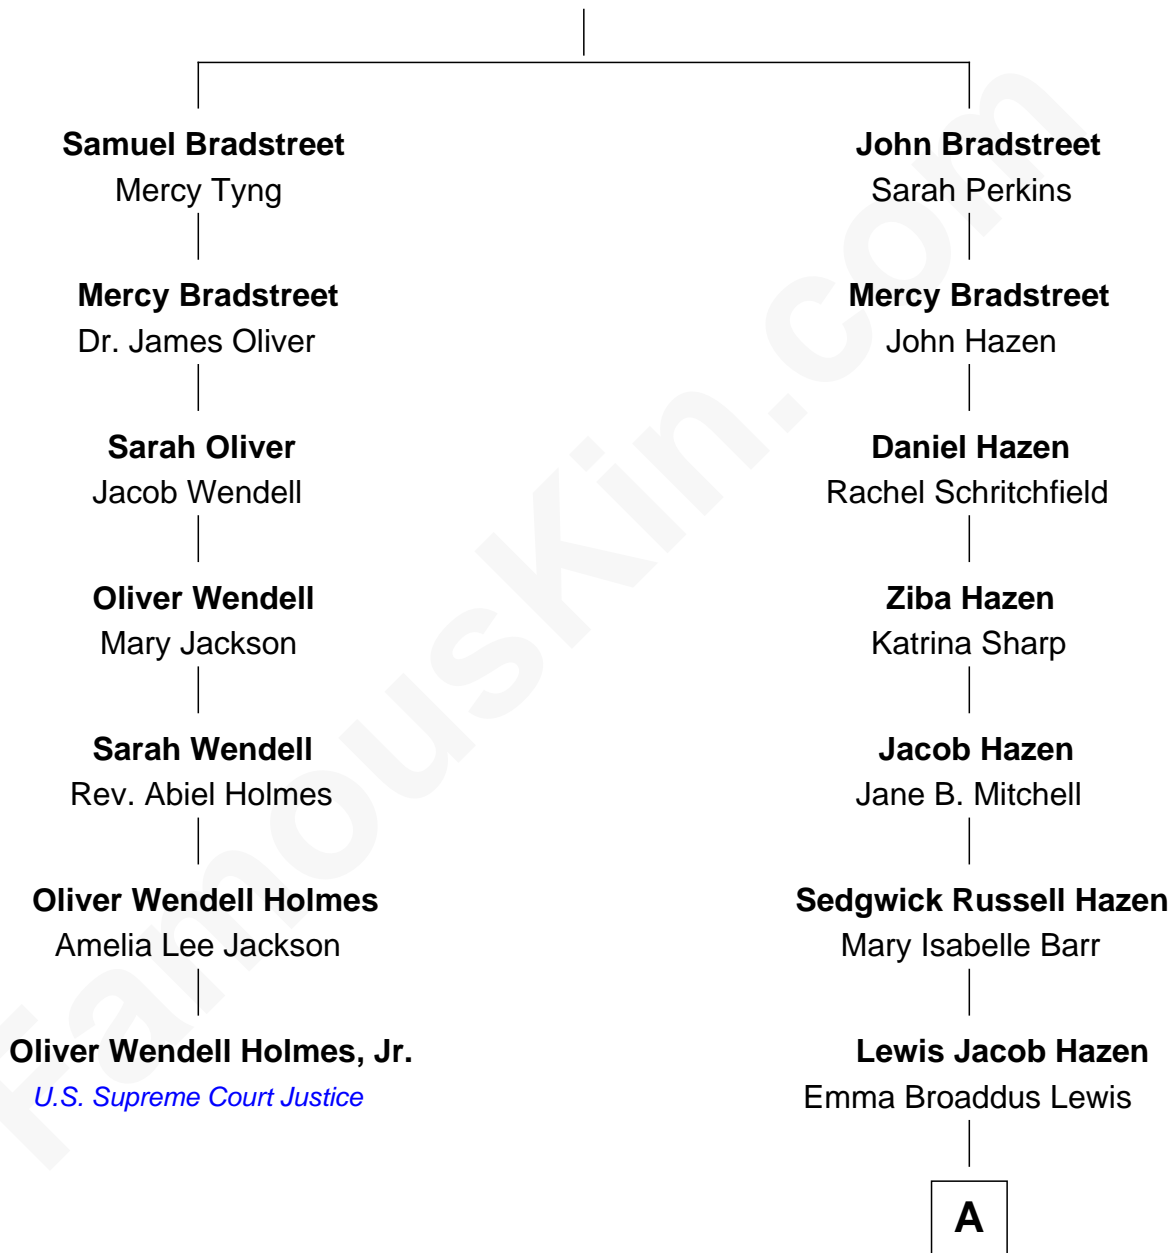 Samuel Bradstreet
Mercy Tyng
Mercy Bradstreet
Dr. James Oliver
Sarah Oliver
Jacob Wendell
Oliver Wendell
Mary Jackson
Sarah Wendell
Rev. Abiel Holmes
Oliver Wendell Holmes
Amelia Lee Jackson
Oliver Wendell Holmes, Jr.
U.S. Supreme Court Justice
John Bradstreet
Sarah Perkins
Mercy Bradstreet
John Hazen
Daniel Hazen
Rachel Schritchfield
Ziba Hazen
Katrina Sharp
Jacob Hazen
Jane B. Mitchell
Sedgwick Russell Hazen
Mary Isabelle Barr
Lewis Jacob Hazen
Emma Broaddus Lewis
A
FamousKin.com